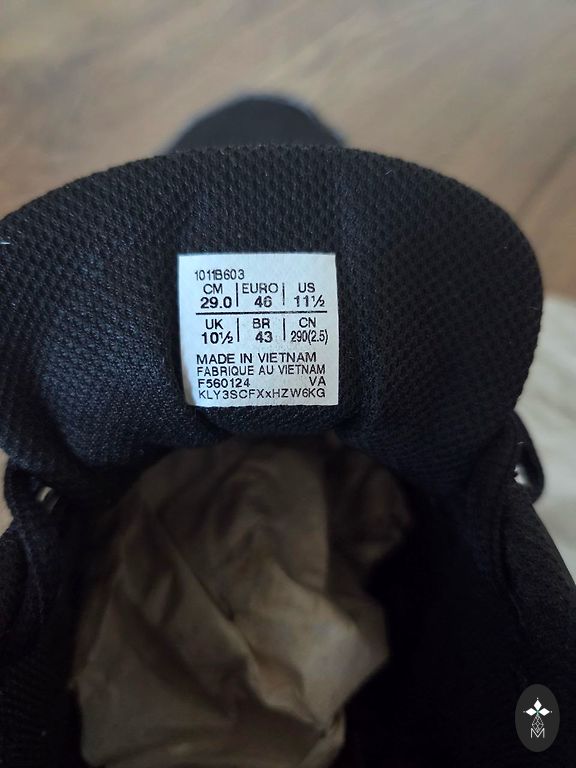 1011B603
CM | EURO | US
29.0 | 46 | 11½
UK | BR | CN
10½ | 43 | 290(2.5)
MADE IN VIETNAM
FABRIQUE AU VIETNAM
F560124 VA
KLY3SCFXxHZW6KG